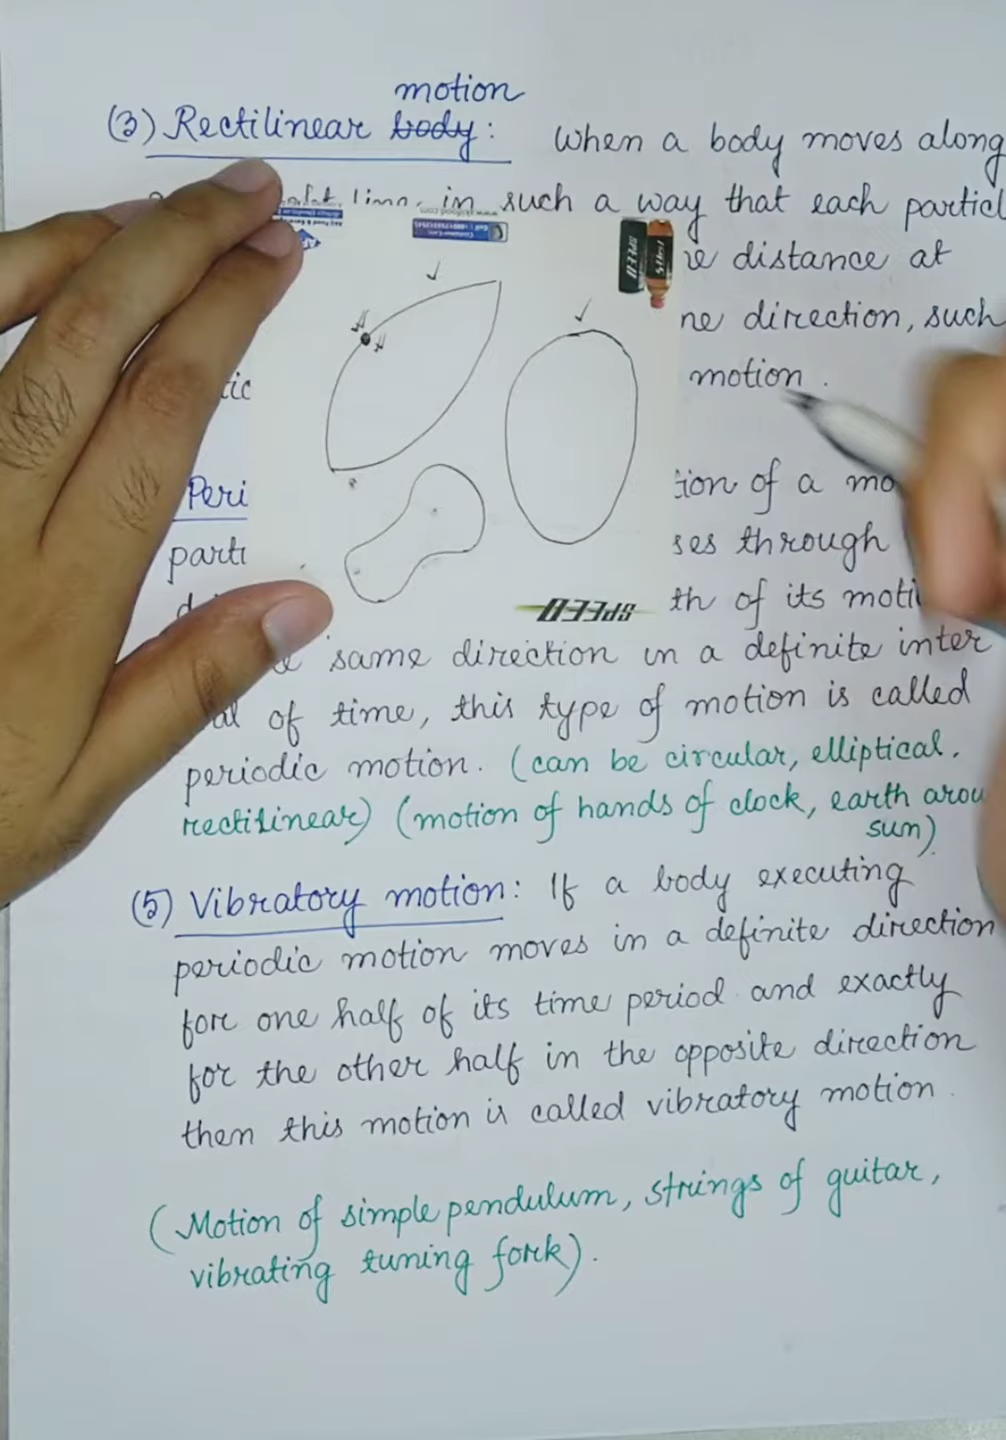 motion
(3) Rectilinear body: When a body moves along
in such a way that each particl
distance at
direction, such
motion.
Peri tion of a mo
parti ses through
th of its moti
same direction in a definite inter
al of time, this type of motion is called
periodic motion. (can be circular, elliptical,
rectilinear) (motion of hands of clock, earth arou
sun)
(5) Vibratory motion: If a body executing
periodic motion moves in a definite direction
for one half of its time period and exactly
for the other half in the opposite direction
then this motion is called vibratory motion.
(Motion of simple pendulum, strings of guitar,
vibrating tuning fork).
SPEED
SPEED